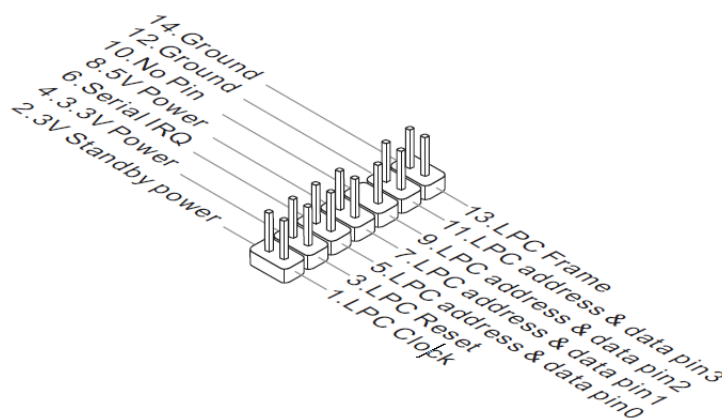 14.Ground
12.Ground
10.No Pin
8.5V Power
6.Serial IRQ
4.3.3V Power
2.3V Standby power
13.LPC Frame
11.LPC address & data pin3
9.LPC address & data pin2
7.LPC address & data pin1
5.LPC address & data pin0
3.LPC Reset
1.LPC Clock